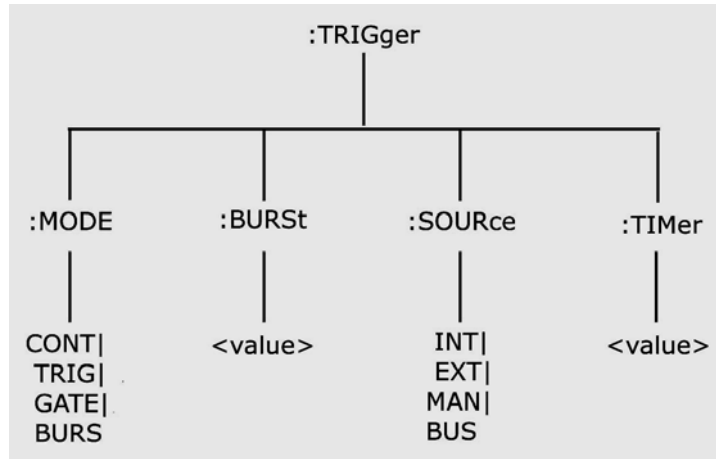 :TRIGger
:MODE :BURSt :SOURce :TIMer
CONT| <value> INT| <value>
TRIG| EXT|
GATE| MAN|
BURS BUS